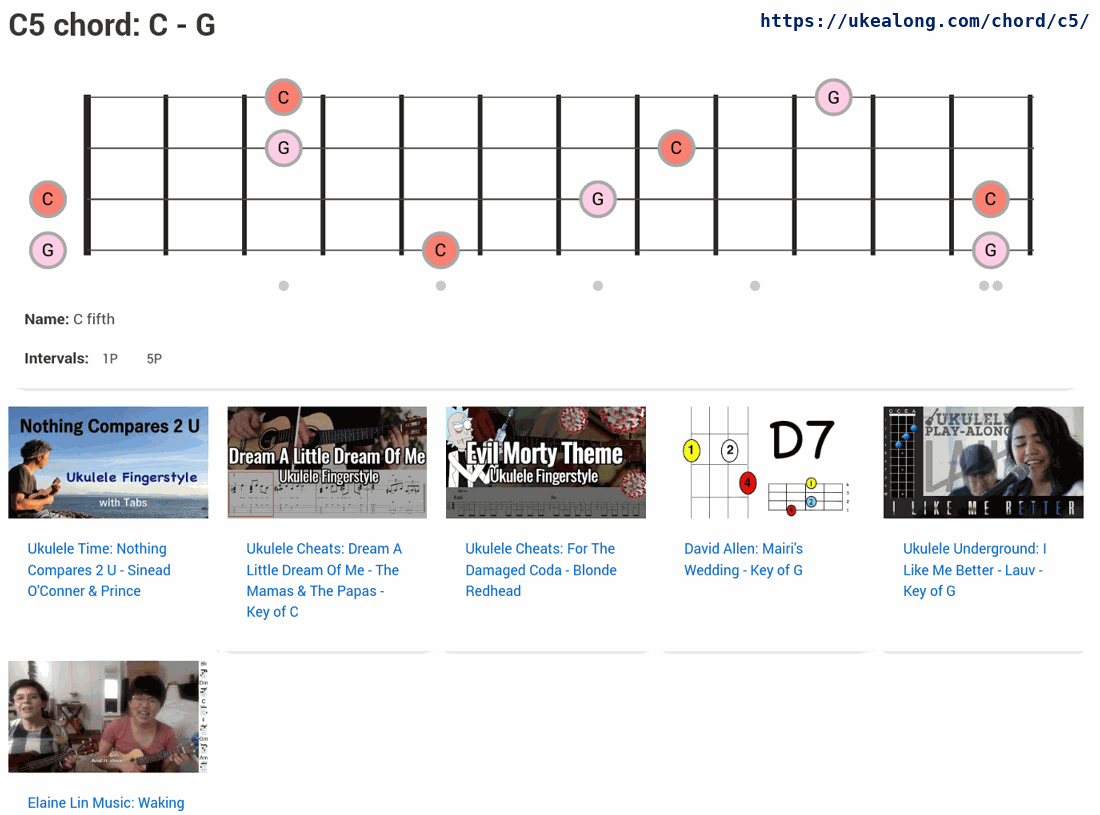 C5 chord: C - G
https://ukealong.com/chord/c5/
C G
G C
C G C
G C G
Name: C fifth
Intervals: 1P 5P
Nothing Compares 2 U
Ukulele Fingerstyle
with Tabs
Dream A Little Dream Of Me
Ukulele Fingerstyle
Evil Morty Theme
Ukulele Fingerstyle
D7
1 2
4
G C E A
UKULELE
PLAY-ALONG
I LIKE ME BETTER
Ukulele Time: Nothing
Compares 2 U - Sinead
O'Conner & Prince
Ukulele Cheats: Dream A
Little Dream Of Me - The
Mamas & The Papas -
Key of C
Ukulele Cheats: For The
Damaged Coda - Blonde
Redhead
David Allen: Mairi's
Wedding - Key of G
Ukulele Underground: I
Like Me Better - Lauv -
Key of G
Elaine Lin Music: Waking